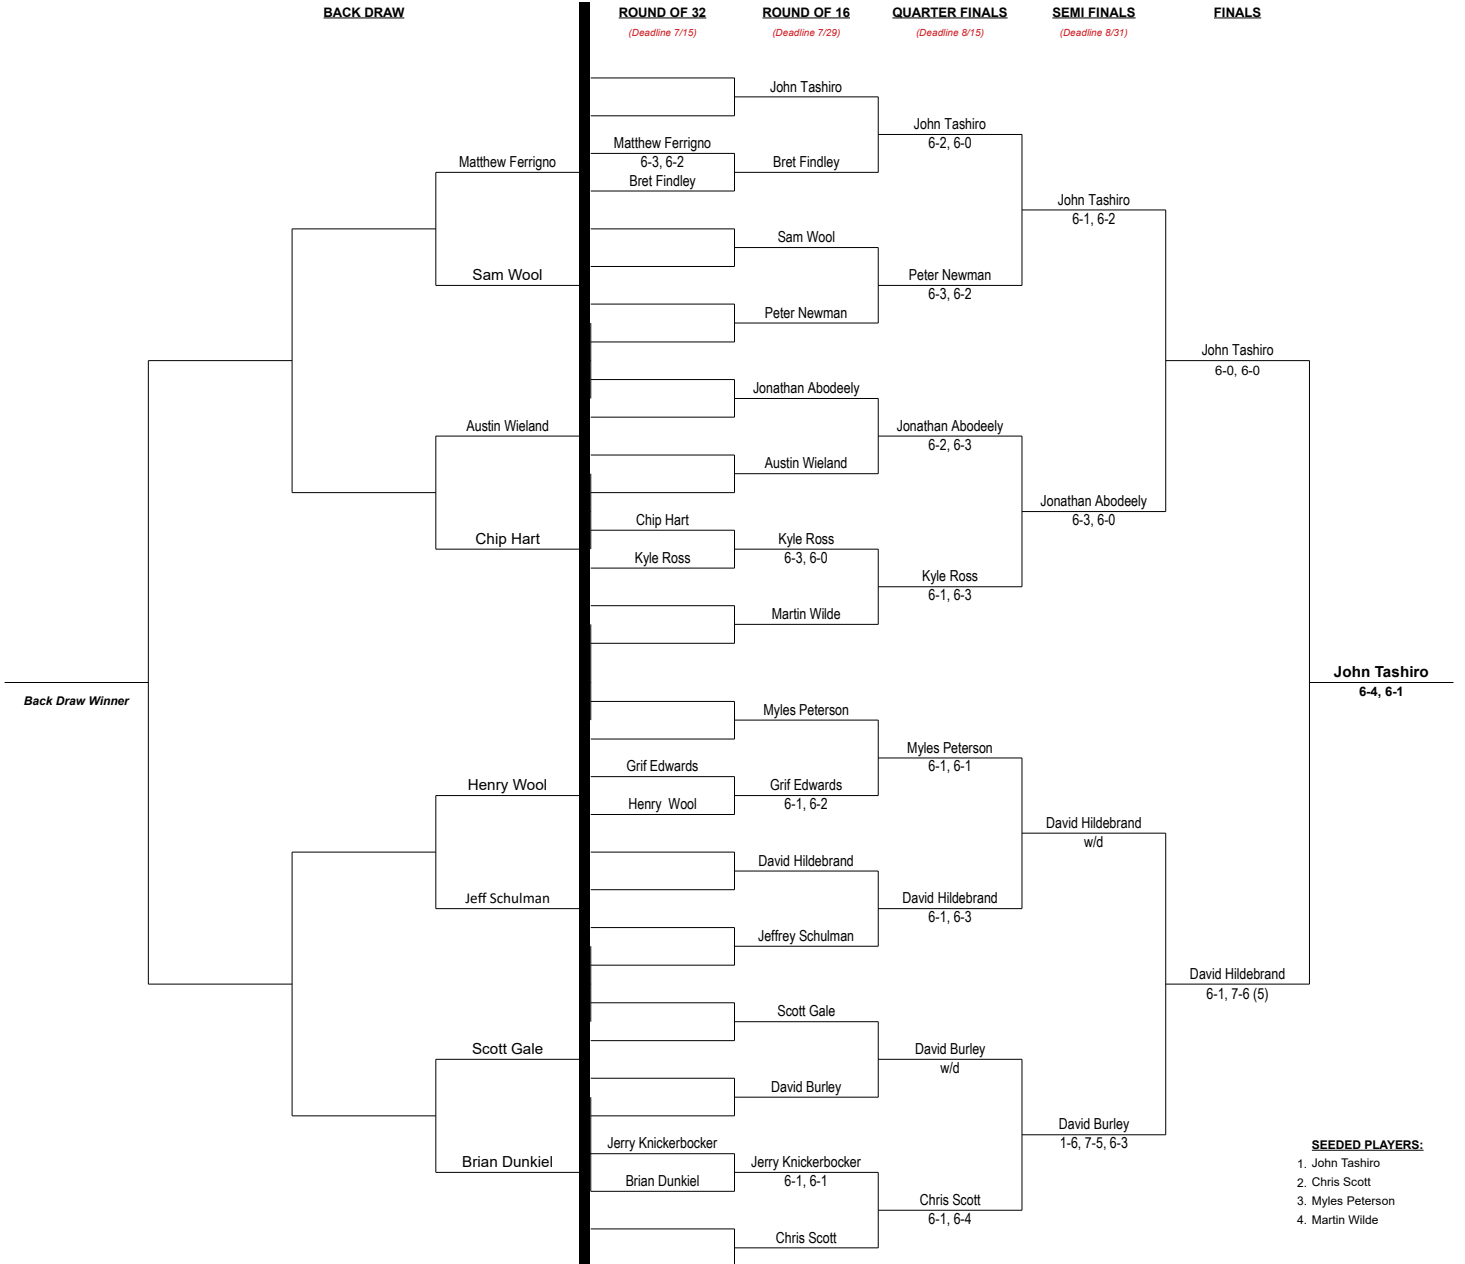 BACK DRAW
ROUND OF 32
ROUND OF 16
QUARTER FINALS
SEMI FINALS
FINALS
(Deadline 7/15)
(Deadline 7/29)
(Deadline 8/15)
(Deadline 8/31)
Matthew Ferrigno
Sam Wool
Austin Wieland
Chip Hart
Back Draw Winner
Henry Wool
Jeff Schulman
Scott Gale
Brian Dunkiel
Matthew Ferrigno
6-3, 6-2
Bret Findley
Chip Hart
Kyle Ross
Grif Edwards
Henry Wool
Jerry Knickerbocker
Brian Dunkiel
John Tashiro
Bret Findley
Sam Wool
Peter Newman
Jonathan Abodeely
Austin Wieland
Kyle Ross
6-3, 6-0
Martin Wilde
Myles Peterson
Grif Edwards
6-1, 6-2
David Hildebrand
Jeffrey Schulman
Scott Gale
David Burley
Jerry Knickerbocker
6-1, 6-1
Chris Scott
John Tashiro
6-2, 6-0
Peter Newman
6-3, 6-2
Jonathan Abodeely
6-2, 6-3
Kyle Ross
6-1, 6-3
Myles Peterson
6-1, 6-1
David Hildebrand
6-1, 6-3
David Burley
w/d
Chris Scott
6-1, 6-4
John Tashiro
6-1, 6-2
Jonathan Abodeely
6-3, 6-0
David Hildebrand
w/d
David Burley
1-6, 7-5, 6-3
John Tashiro
6-0, 6-0
David Hildebrand
6-1, 7-6 (5)
John Tashiro
6-4, 6-1
SEEDED PLAYERS:
1. John Tashiro
2. Chris Scott
3. Myles Peterson
4. Martin Wilde